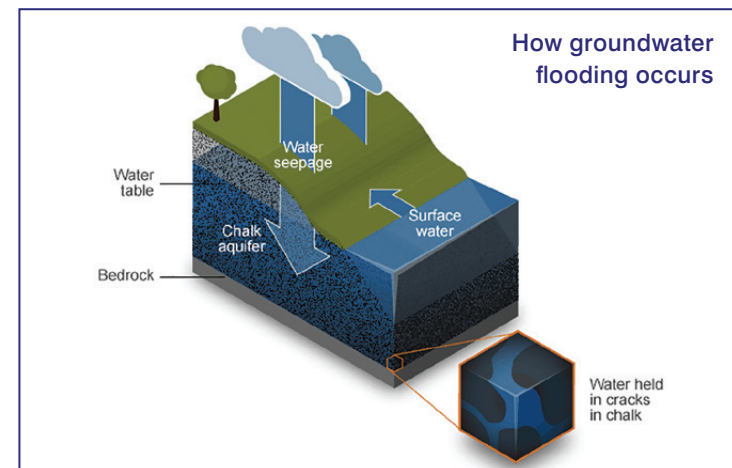 How groundwater
flooding occurs
Water
seepage
Water
table
Surface
water
Chalk
aquifer
Bedrock
Water held
in cracks
in chalk